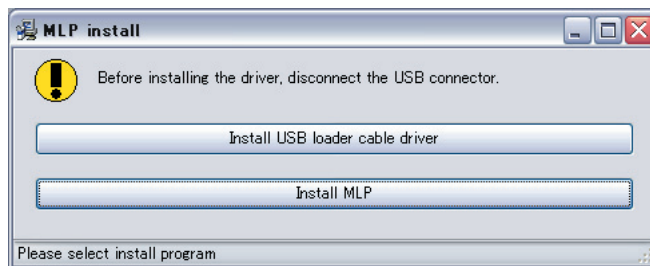 MLP install
Before installing the driver, disconnect the USB connector.
Install USB loader cable driver
Install MLP
Please select install program